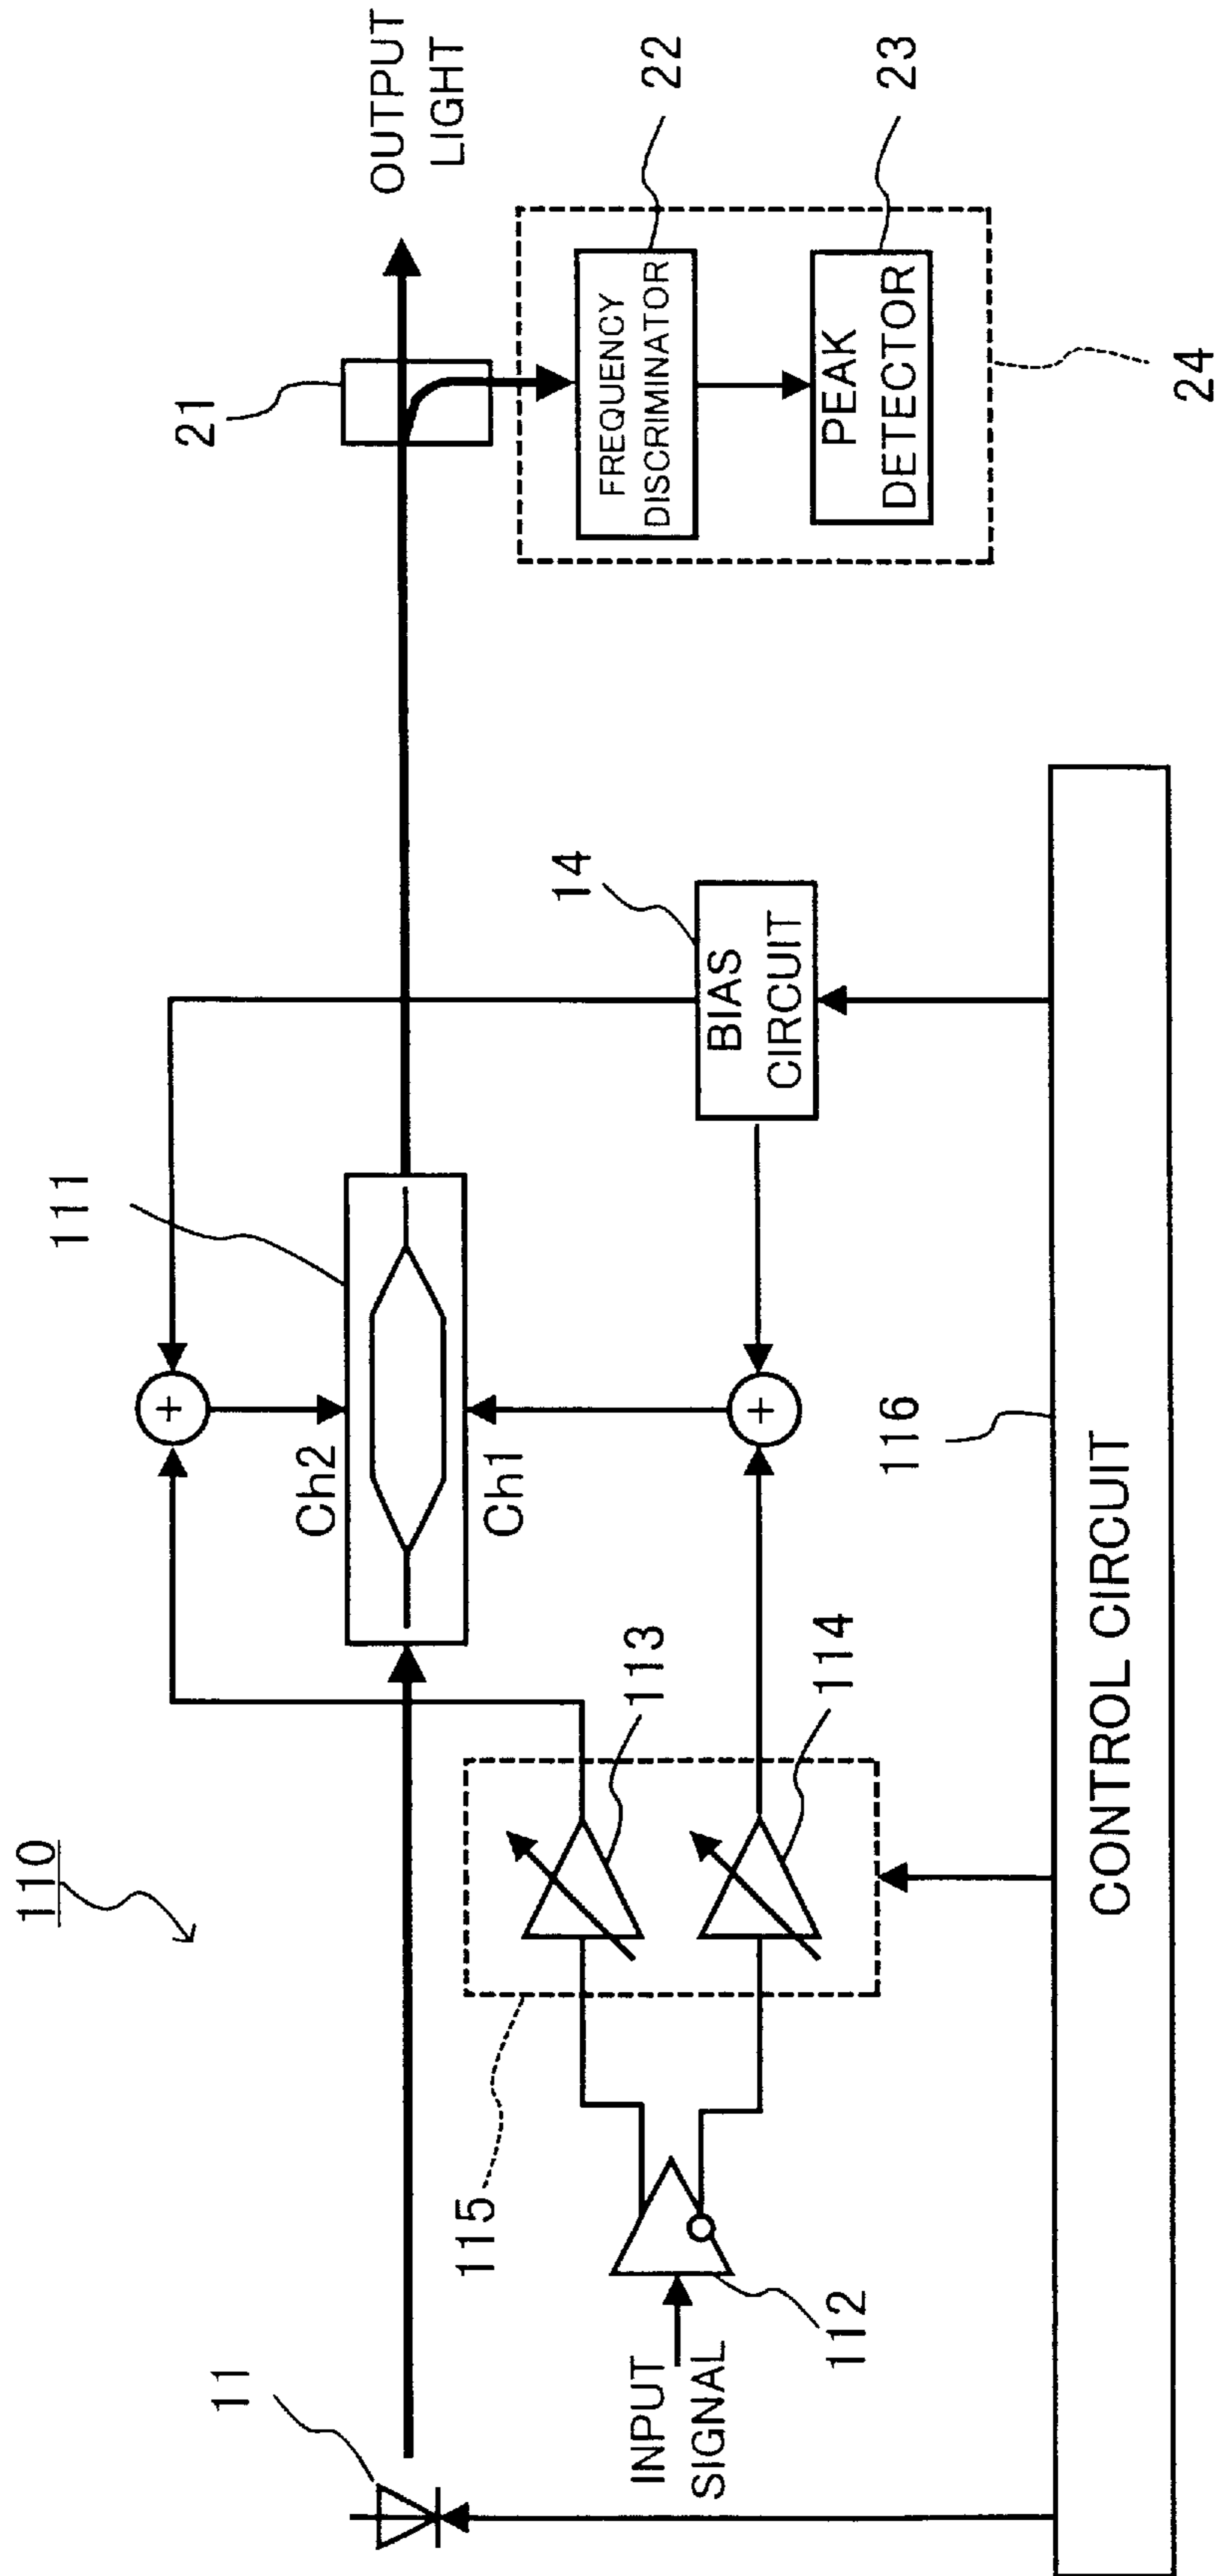 110
11
21
OUTPUT
LIGHT
111
Ch2
Ch1
22
FREQUENCY
DISCRIMINATOR
23
PEAK
DETECTOR
24
14
BIAS
CIRCUIT
+
+
113
114
115
112
INPUT
SIGNAL
116
CONTROL CIRCUIT